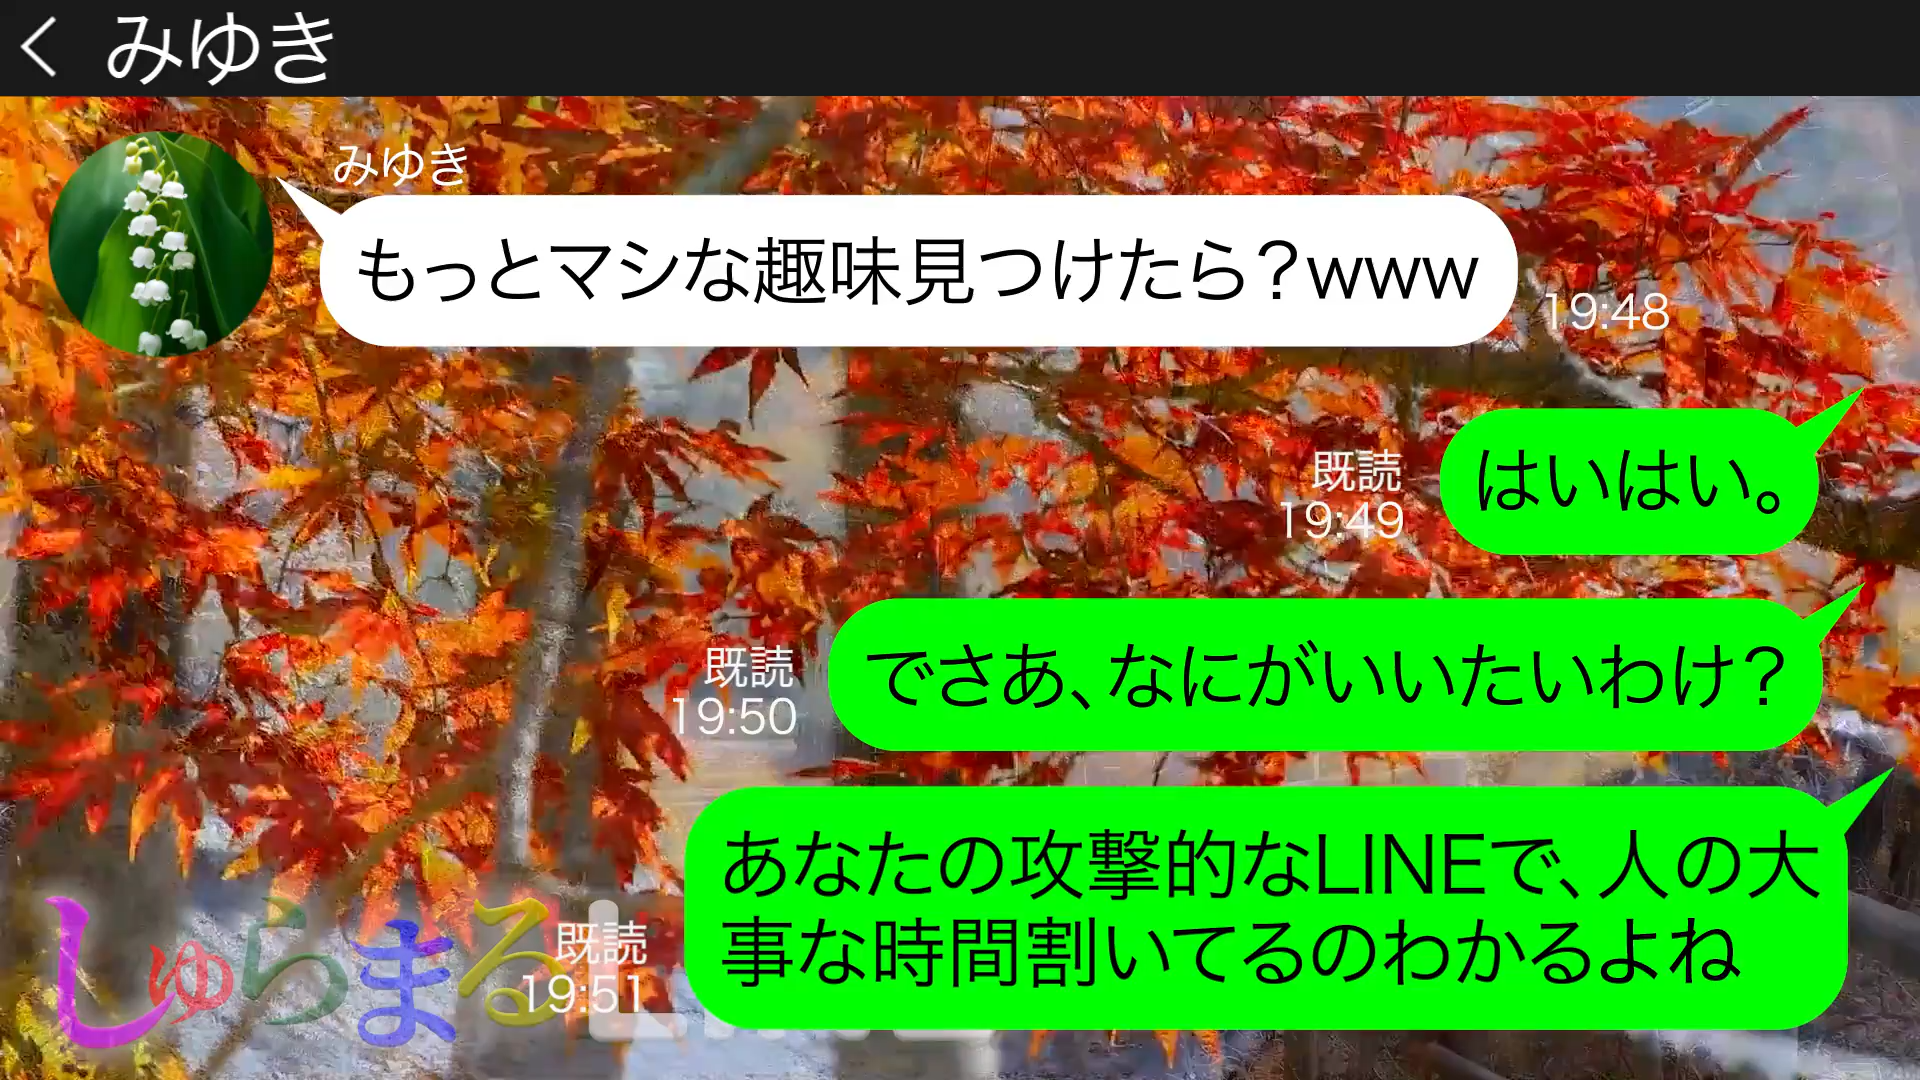 みゆき
みゆき
もっとマシな趣味見つけたら？www
19:48
はいはい。
既読
19:49
でさあ、なにがいいたいわけ？
既読
19:50
あなたの攻撃的なLINEで、人の大
事な時間割いてるのわかるよね
既読
19:51
しゅらまるLINE